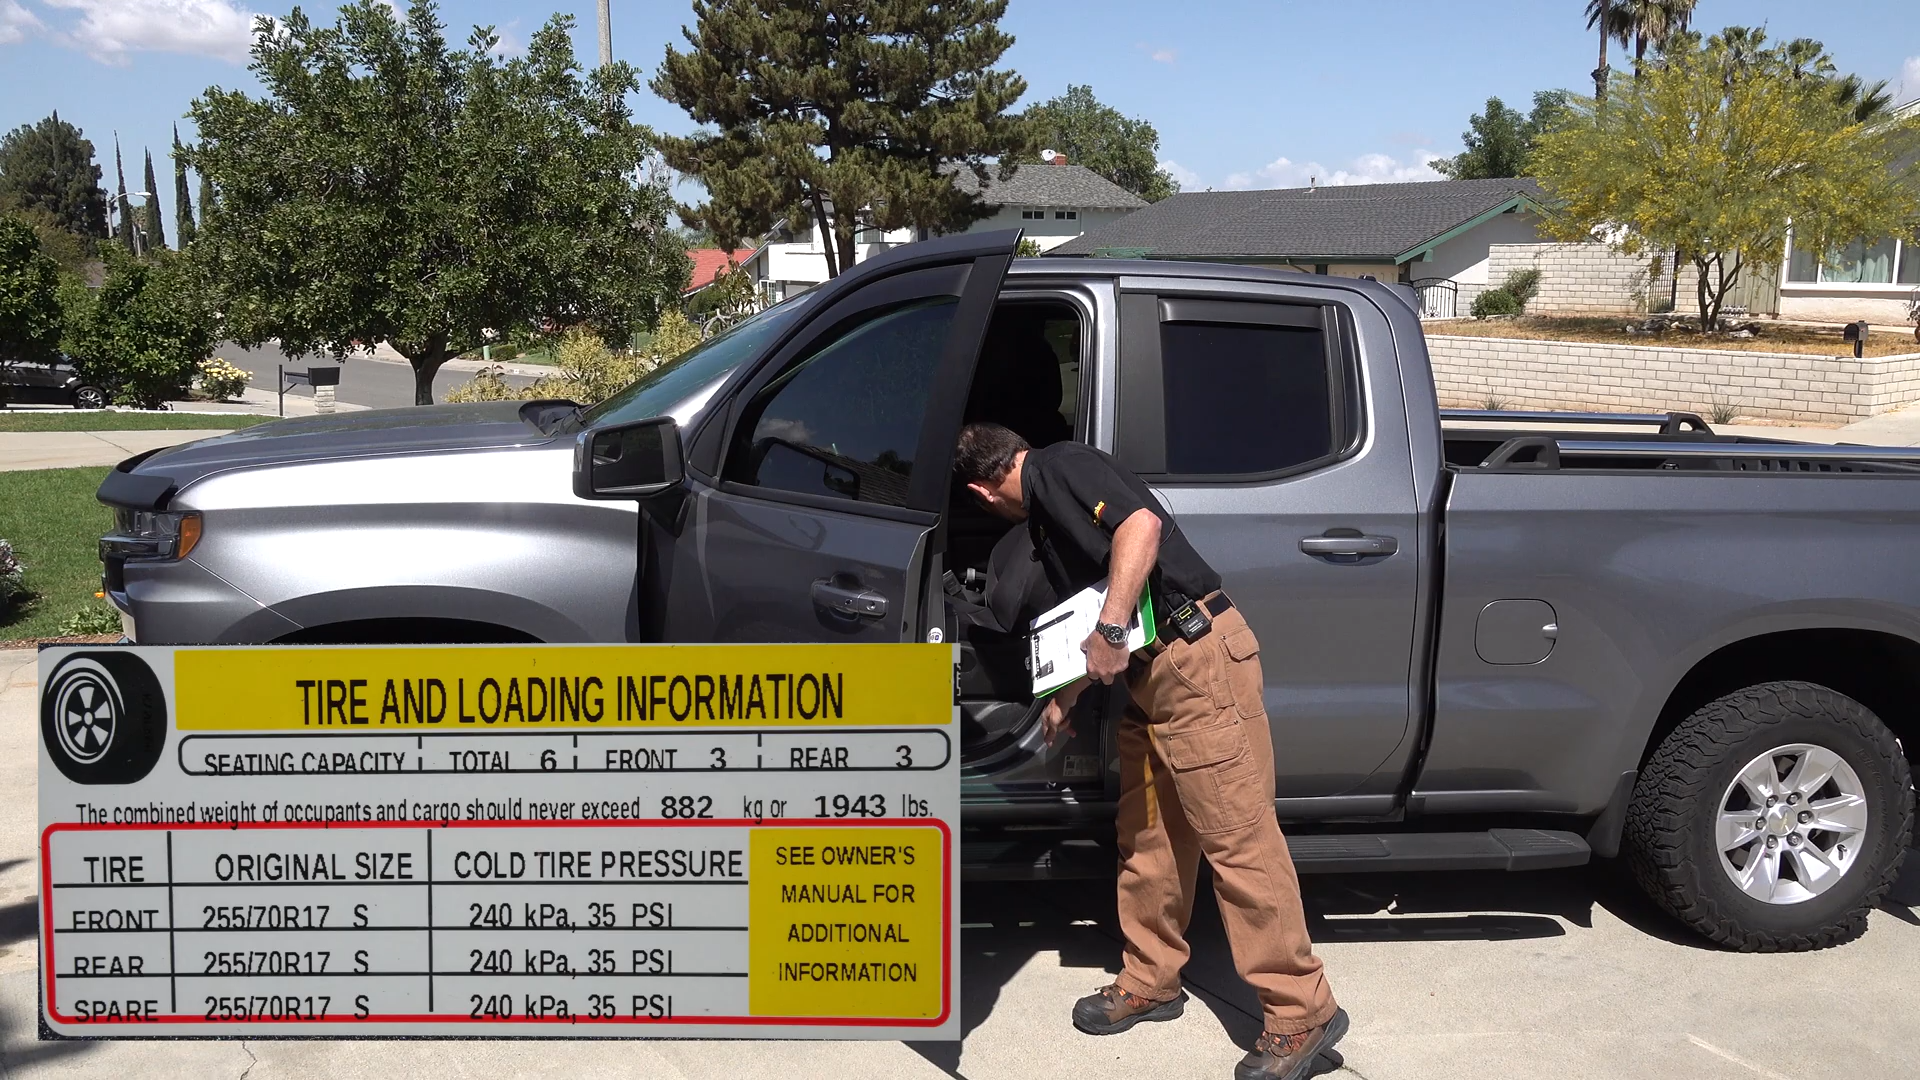 TIRE AND LOADING INFORMATION
SEATING CAPACITY TOTAL 6 FRONT 3 REAR 3
The combined weight of occupants and cargo should never exceed 882 kg or 1943 lbs.
TIRE ORIGINAL SIZE COLD TIRE PRESSURE
FRONT 255/70R17 S 240 kPa, 35 PSI
REAR 255/70R17 S 240 kPa, 35 PSI
SPARE 255/70R17 S 240 kPa, 35 PSI
SEE OWNER'S
MANUAL FOR
ADDITIONAL
INFORMATION